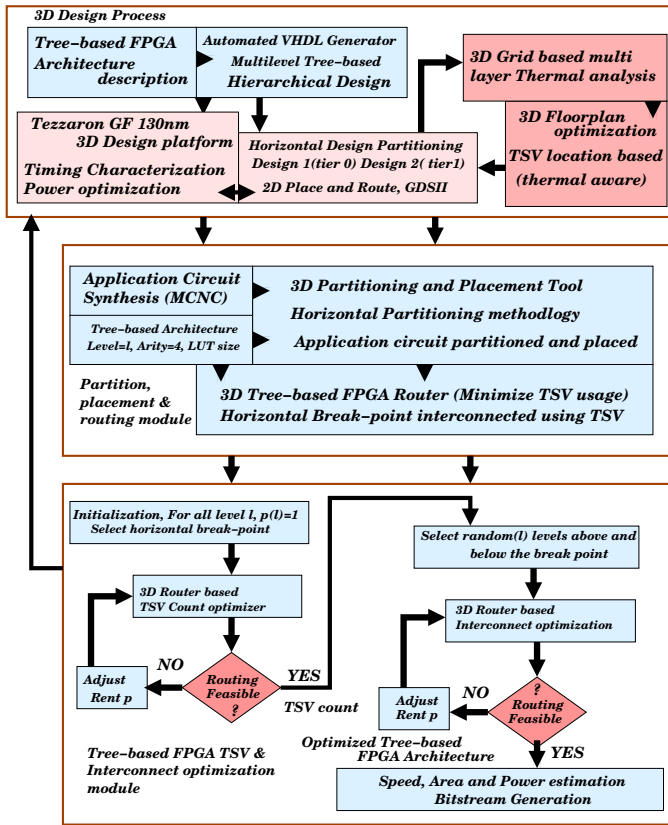 3D Design Process
Tree-based FPGA
Architecture
description
Automated VHDL Generator
Multilevel Tree-based
Hierarchical Design
3D Grid based multi
layer Thermal analysis
3D Floorplan
optimization
TSV location based
(thermal aware)
Tezzaron GF 130nm
3D Design platform
Timing Characterization
Power optimization
Horizontal Design Partitioning
Design 1(tier 0) Design 2( tier1)
2D Place and Route, GDSII
Application Circuit
Synthesis (MCNC)
Tree-based Architecture
Level=l, Arity=4, LUT size
3D Partitioning and Placement Tool
Horizontal Partitioning methodlogy
Application circuit partitioned and placed
Partition,
placement &
routing module
3D Tree-based FPGA Router (Minimize TSV usage)
Horizontal Break-point interconnected using TSV
Initialization, For all level l, p(l)=1
Select horizontal break-point
3D Router based
TSV Count optimizer
Adjust
Rent p
NO
Routing
Feasible
?
YES
TSV count
Tree-based FPGA TSV &
Interconnect optimization
module
Select random(l) levels above and
below the break point
3D Router based
Interconnect optimization
Adjust
Rent p
NO
?
Routing
Feasible
YES
Optimized Tree-based
FPGA Architecture
Speed, Area and Power estimation
Bitstream Generation